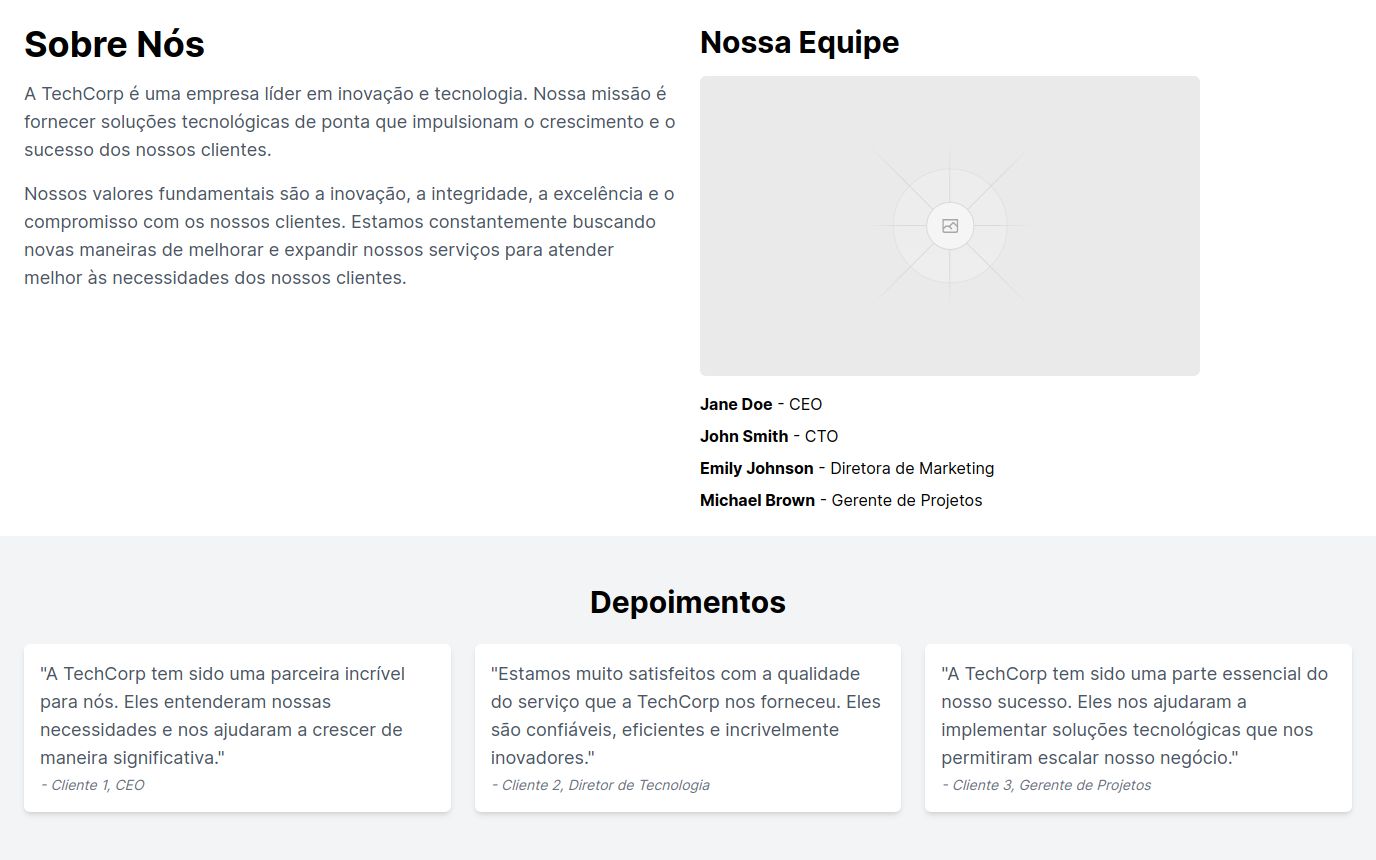 Sobre Nós
A TechCorp é uma empresa líder em inovação e tecnologia. Nossa missão é
fornecer soluções tecnológicas de ponta que impulsionam o crescimento e o
sucesso dos nossos clientes.
Nossos valores fundamentais são a inovação, a integridade, a excelência e o
compromisso com os nossos clientes. Estamos constantemente buscando
novas maneiras de melhorar e expandir nossos serviços para atender
melhor às necessidades dos nossos clientes.
Nossa Equipe
Jane Doe - CEO
John Smith - CTO
Emily Johnson - Diretora de Marketing
Michael Brown - Gerente de Projetos
Depoimentos
"A TechCorp tem sido uma parceira incrível
para nós. Eles entenderam nossas
necessidades e nos ajudaram a crescer de
maneira significativa."
- Cliente 1, CEO
"Estamos muito satisfeitos com a qualidade
do serviço que a TechCorp nos forneceu. Eles
são confiáveis, eficientes e incrivelmente
inovadores."
- Cliente 2, Diretor de Tecnologia
"A TechCorp tem sido uma parte essencial do
nosso sucesso. Eles nos ajudaram a
implementar soluções tecnológicas que nos
permitiram escalar nosso negócio."
- Cliente 3, Gerente de Projetos